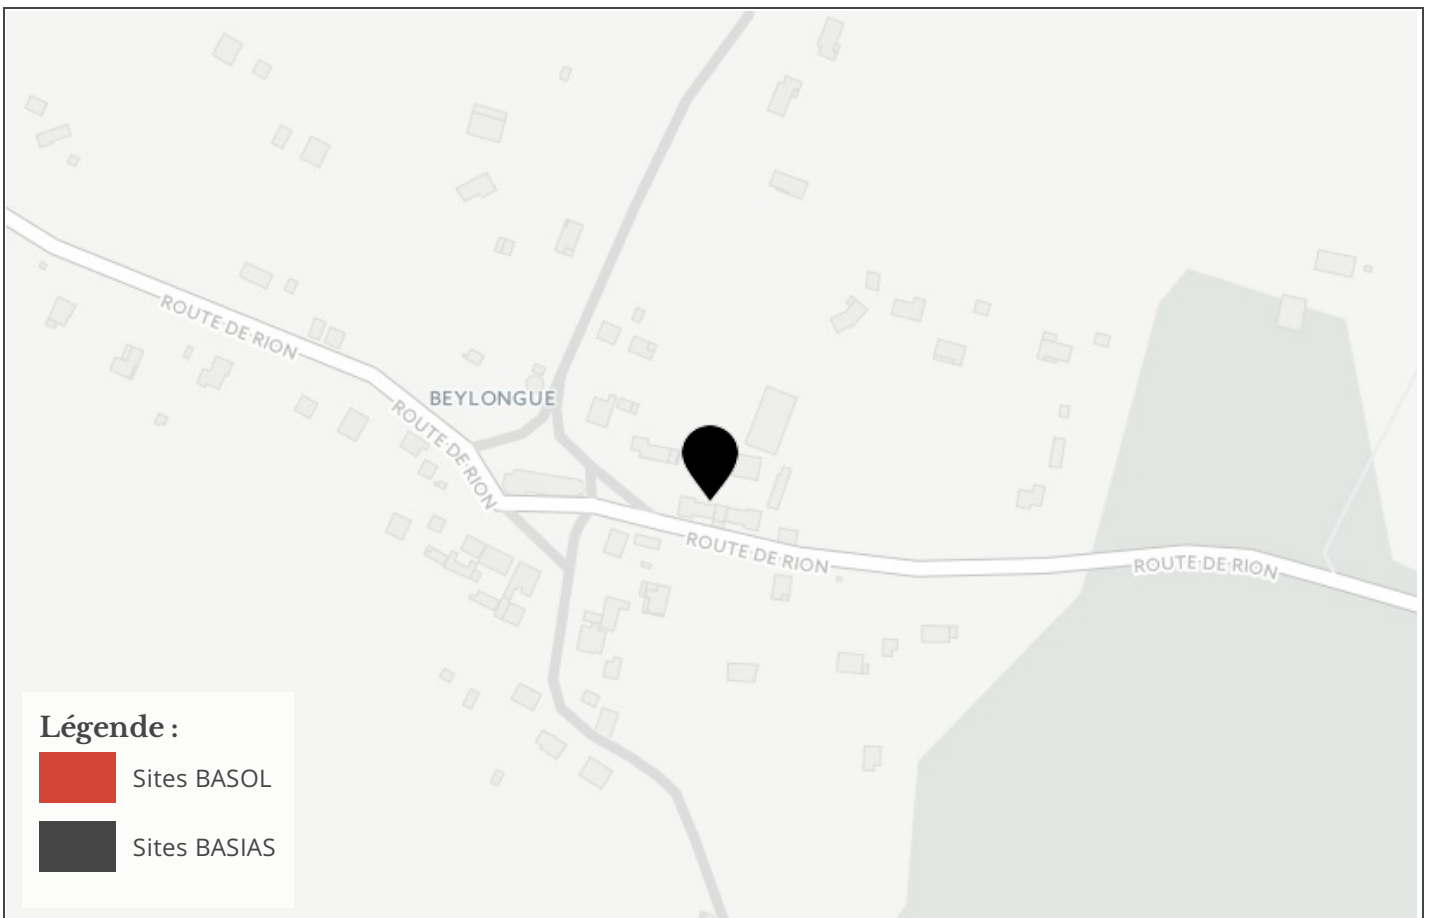 ROUTE DE RION
BEYLONGUE
ROUTE DE RION
ROUTE DE RION
ROUTE DE RION
Légende :
Sites BASOL
Sites BASIAS